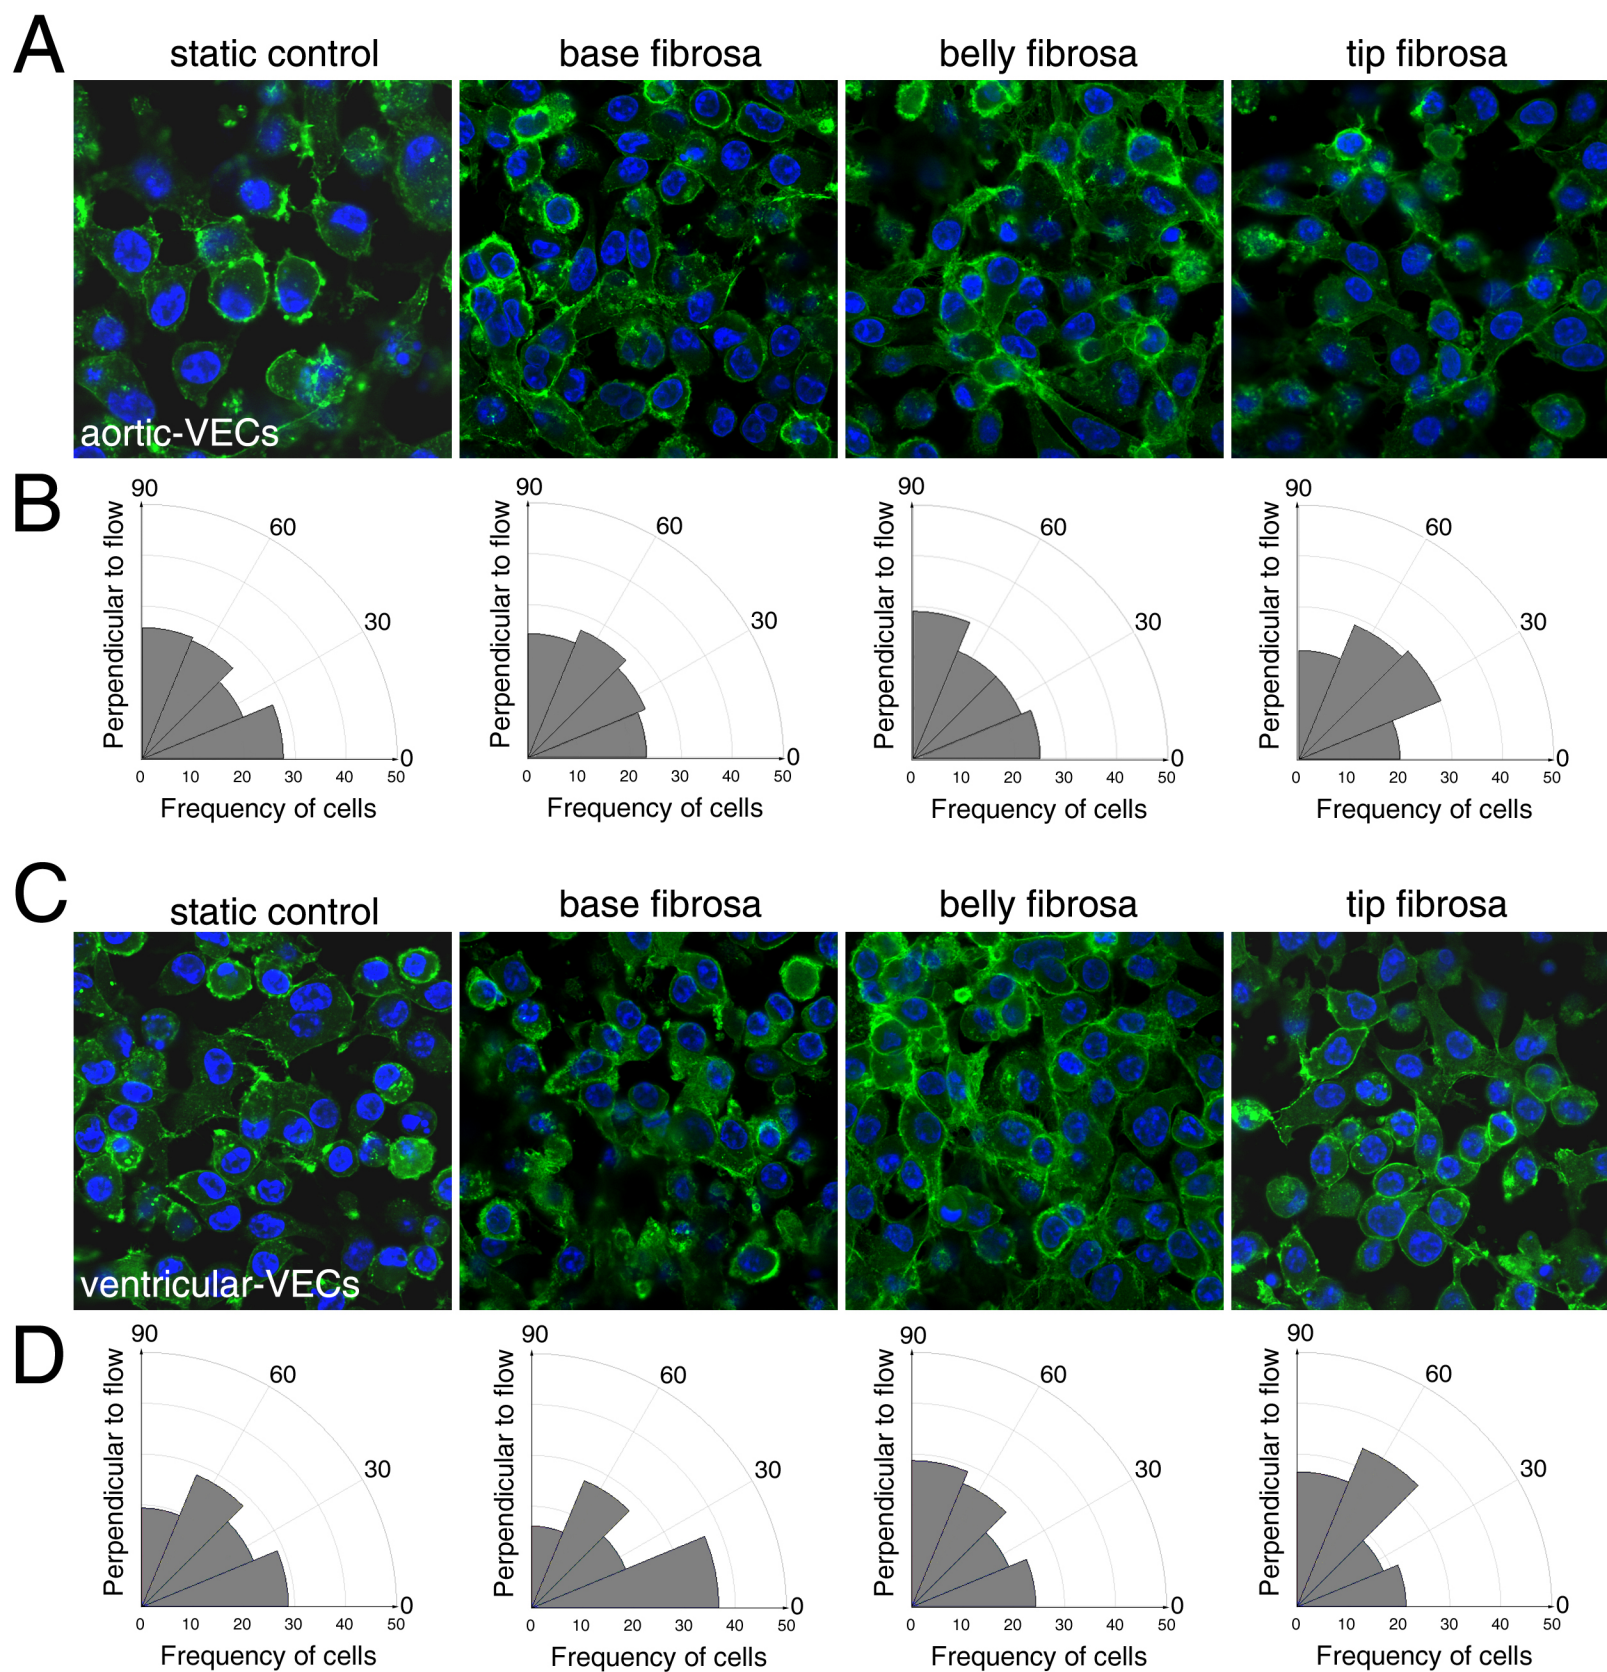 A
static control
base fibrosa
belly fibrosa
tip fibrosa
aortic-VECs
B
90
60
30
0
Perpendicular to flow
0 10 20 30 40 50
Frequency of cells
90
60
30
0
Perpendicular to flow
0 10 20 30 40 50
Frequency of cells
90
60
30
0
Perpendicular to flow
0 10 20 30 40 50
Frequency of cells
90
60
30
0
Perpendicular to flow
0 10 20 30 40 50
Frequency of cells
C
static control
base fibrosa
belly fibrosa
tip fibrosa
ventricular-VECs
D
90
60
30
0
Perpendicular to flow
0 10 20 30 40 50
Frequency of cells
90
60
30
0
Perpendicular to flow
0 10 20 30 40 50
Frequency of cells
90
60
30
0
Perpendicular to flow
0 10 20 30 40 50
Frequency of cells
90
60
30
0
Perpendicular to flow
0 10 20 30 40 50
Frequency of cells